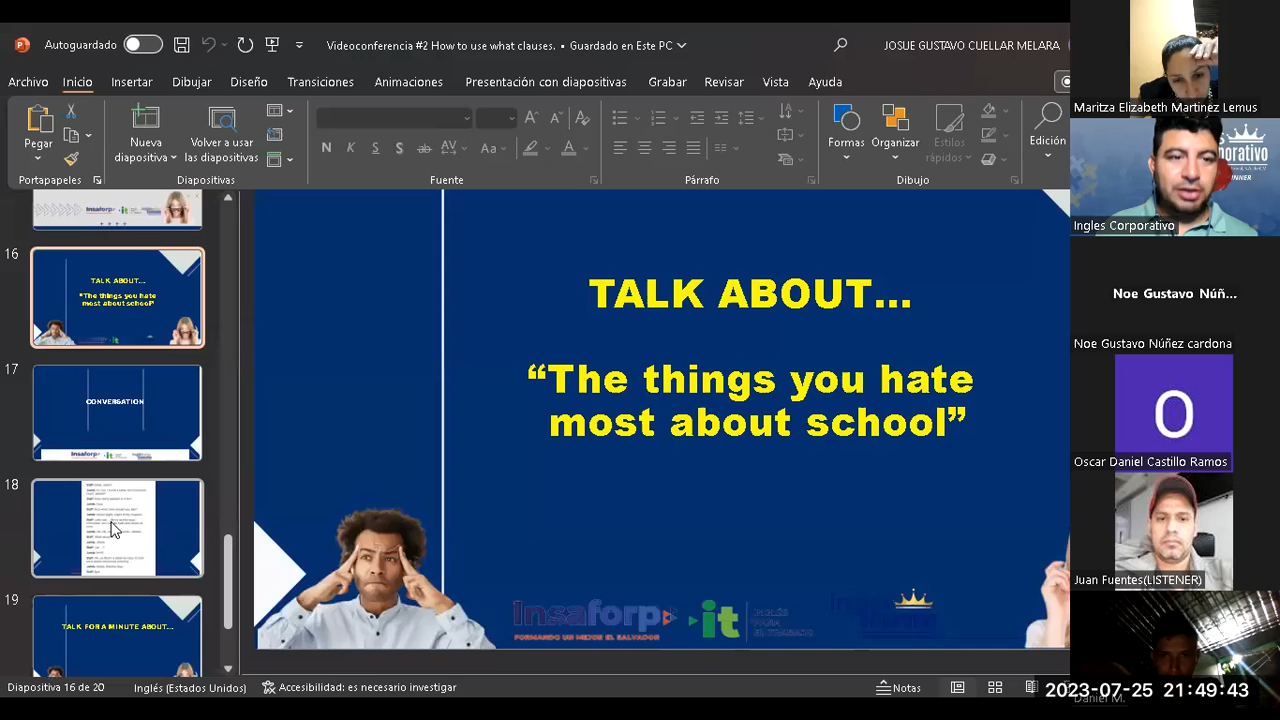 Autoguardado
Videoconferencia #2 How to use what clauses. • Guardado en Este PC
JOSUE GUSTAVO CUELLAR MELARA
Archivo Inicio Insertar Dibujar Diseño Transiciones Animaciones Presentación con diapositivas Grabar Revisar Vista Ayuda
Pegar
Nueva diapositiva
Volver a usar las diapositivas
Formas
Organizar
Estilos rápidos
Edición
Portapapeles
Diapositivas
Fuente
Párrafo
Dibujo
16
TALK ABOUT...
“The things you hate
most about school”
17
CONVERSATION
18
19
TALK FOR A MINUTE ABOUT...
TALK ABOUT...
“The things you hate
most about school”
Insaforp
FORMANDO UN MEJOR EL SALVADOR
it
INGLÉS
PARA
EL TRABAJO
Diapositiva 16 de 20
Inglés (Estados Unidos)
Accesibilidad: es necesario investigar
Notas
Maritza Elizabeth Martinez Lemus
Ingles Corporativo
Noe Gustavo Núñ...
Noe Gustavo Núñez cardona
O
Oscar Daniel Castillo Ramos
Juan Fuentes(LISTENER)
Daniel M.
2023-07-25 21:49:43